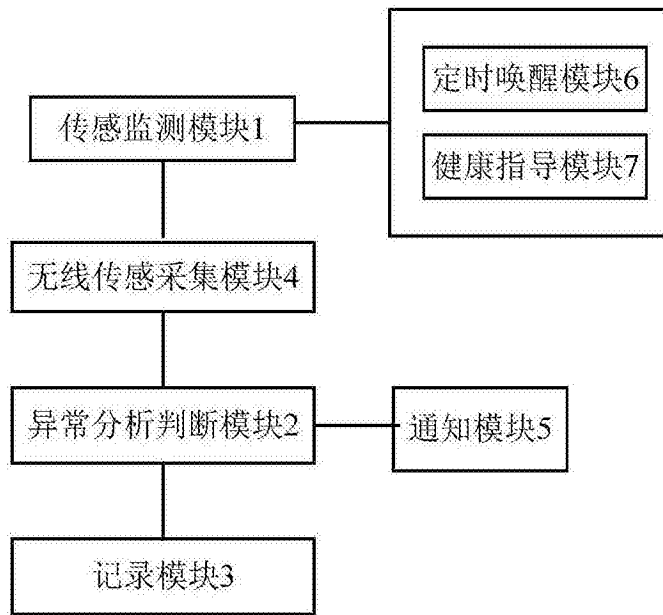 定时唤醒模块6
传感监测模块1
健康指导模块7
无线传感采集模块4
异常分析判断模块2
通知模块5
记录模块3